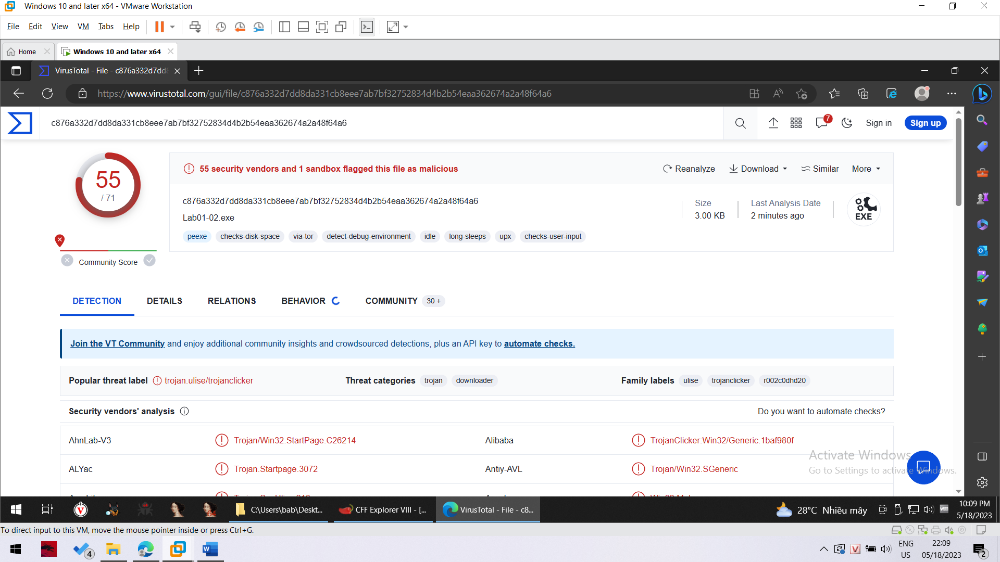 Windows 10 and later x64 - VMware Workstation
File Edit View VM Tabs Help
Home Windows 10 and later x64
VirusTotal - File - c876a332d7dd8
https://www.virustotal.com/gui/file/c876a332d7dd8da331cb8eee7ab7bf32752834d4b2b54eaa362674a2a48f64a6
c876a332d7dd8da331cb8eee7ab7bf32752834d4b2b54eaa362674a2a48f64a6 7 Sign in Sign up
55
/ 71
55 security vendors and 1 sandbox flagged this file as malicious Reanalyze Download Similar More
c876a332d7dd8da331cb8eee7ab7bf32752834d4b2b54eaa362674a2a48f64a6
Lab01-02.exe
Size
3.00 KB
Last Analysis Date
2 minutes ago
EXE
peexe checks-disk-space via-tor detect-debug-environment idle long-sleeps upx checks-user-input
Community Score
DETECTION DETAILS RELATIONS BEHAVIOR COMMUNITY 30 +
Join the VT Community and enjoy additional community insights and crowdsourced detections, plus an API key to automate checks.
Popular threat label trojan.ulise/trojanclicker Threat categories trojan downloader Family labels ulise trojanclicker r002c0dhd20
Security vendors' analysis Do you want to automate checks?
AhnLab-V3 Trojan/Win32.StartPage.C26214 Alibaba TrojanClicker:Win32/Generic.1baf980f
ALYac Trojan.Startpage.3072 Antiy-AVL Trojan/Win32.SGeneric
Activate Windows
Go to Settings to activate Windows.
C:\Users\bab\Deskt... CFF Explorer VIII - [... VirusTotal - File - c8... 28°C Nhiều mây 10:09 PM
5/18/2023
To direct input to this VM, move the mouse pointer inside or press Ctrl+G.
4 ENG
US
22:09
05/18/2023
2